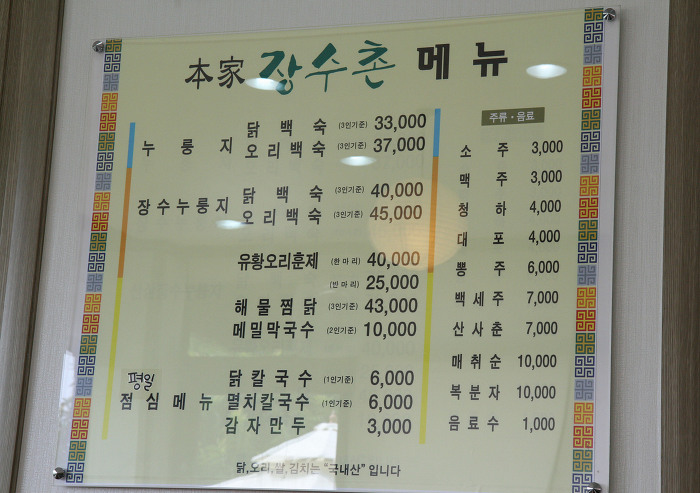 本家 장수촌 메뉴
누룽지 닭백숙 (3인기준) 33,000
오리백숙 (3인기준) 37,000
장수누룽지 닭백숙 (3인기준) 40,000
오리백숙 (3인기준) 45,000
유황오리훈제 (한마리) 40,000
(반마리) 25,000
해물찜닭 (3인기준) 43,000
메밀막국수 (2인기준) 10,000
평일
점심메뉴 닭칼국수 (1인기준) 6,000
멸치칼국수 (1인기준) 6,000
감자만두 3,000
주류·음료
소주 3,000
맥주 3,000
청하 4,000
대포 4,000
뽕주 6,000
백세주 7,000
산사춘 7,000
매취순 10,000
복분자 10,000
음료수 1,000
닭,오리,쌀,김치는 "국내산" 입니다